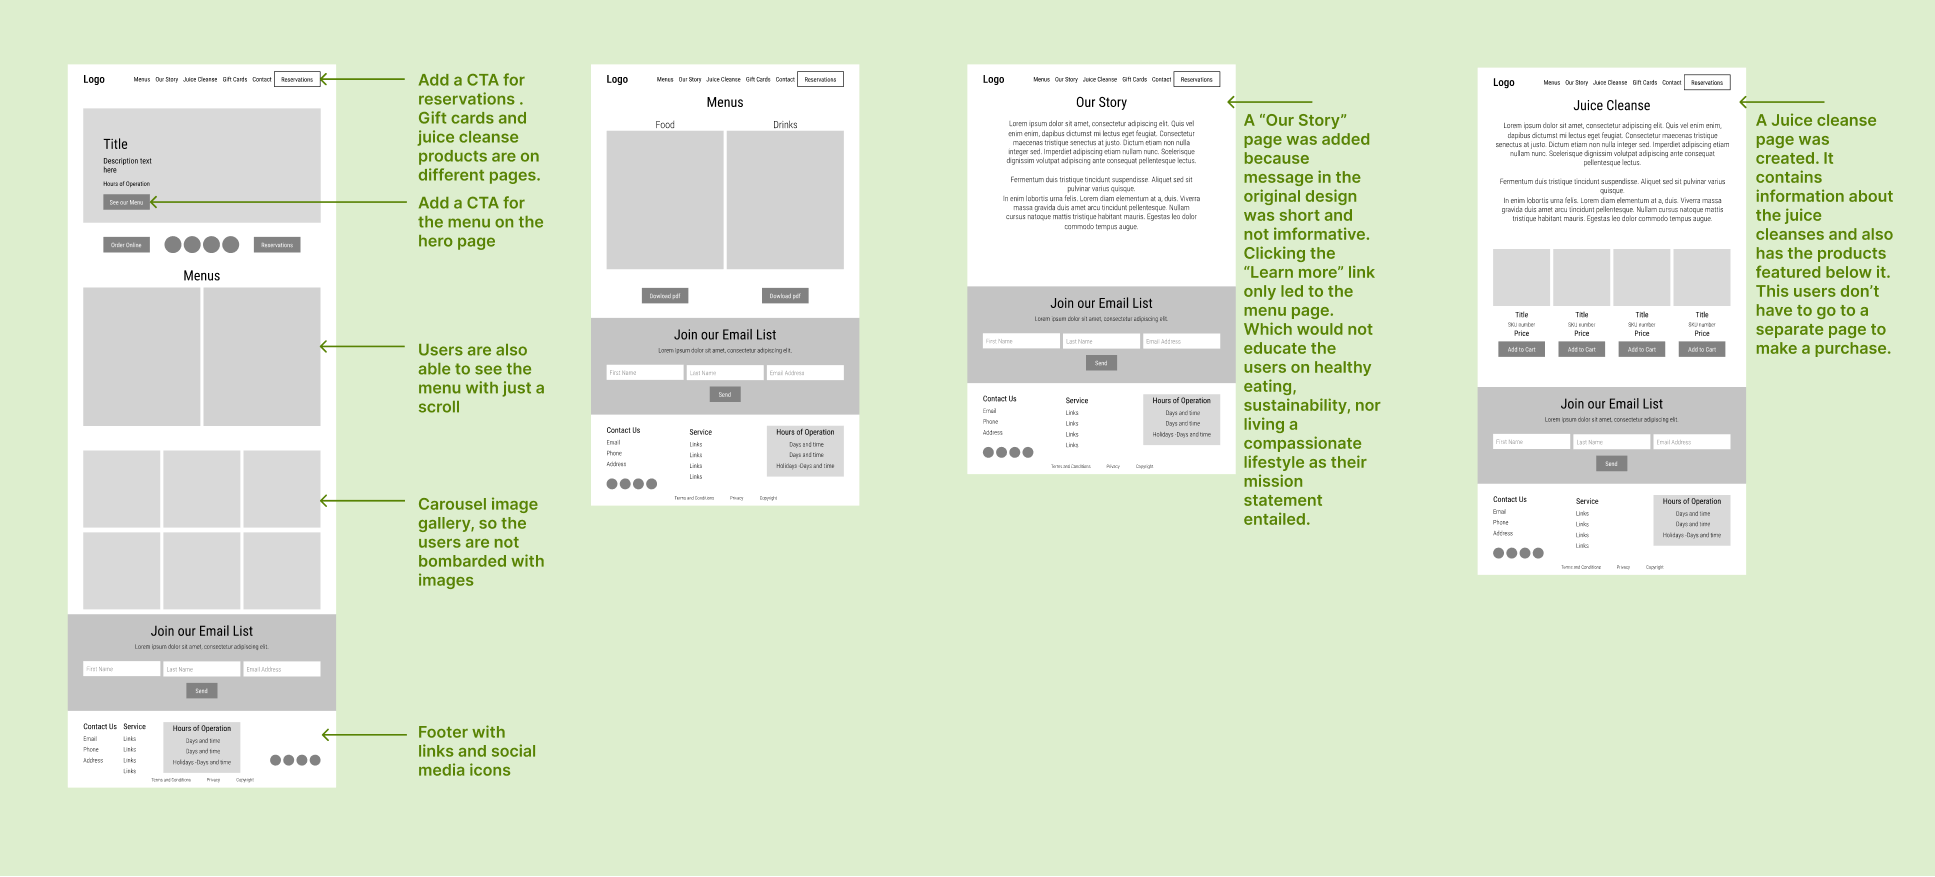 Logo
Menus Our Story Juice Cleanse Gift Cards Contact Reservations
Title
Description text
here
Hours of Operation
See our Menu
Order Online
Reservations
Menus
Join our Email List
Lorem ipsum dolor sit amet, consectetur adipiscing elit.
First Name Last Name Email Address
Send
Contact Us
Email
Phone
Address
Service
Links
Links
Links
Links
Hours of Operation
Days and time
Days and time
Holidays -Days and time
Terms and Conditions Privacy Copyright
Add a CTA for
reservations .
Gift cards and
juice cleanse
products are on
different pages.
Add a CTA for
the menu on the
hero page
Users are also
able to see the
menu with just a
scroll
Carousel image
gallery, so the
users are not
bombarded with
images
Footer with
links and social
media icons
Logo
Menus Our Story Juice Cleanse Gift Cards Contact Reservations
Menus
Food Drinks
Dowload pdf Dowload pdf
Join our Email List
Lorem ipsum dolor sit amet, consectetur adipiscing elit.
First Name Last Name Email Address
Send
Contact Us
Email
Phone
Address
Service
Links
Links
Links
Links
Hours of Operation
Days and time
Days and time
Holidays -Days and time
Terms and Conditions Privacy Copyright
Logo
Menus Our Story Juice Cleanse Gift Cards Contact Reservations
Our Story
Lorem ipsum dolor sit amet, consectetur adipiscing elit. Quis vel
enim enim, dapibus dictumst mi lectus eget feugiat. Consectetur
maecenas tristique senectus at justo. Dictum etiam non nulla
integer sed. Imperdiet adipiscing etiam nullam nunc. Scelerisque
dignissim volutpat adipiscing ante consequat pellentesque lectus.
Fermentum duis tristique tincidunt suspendisse. Aliquet sed sit
pulvinar varius quisque.
In enim lobortis urna felis. Lorem diam elementum at a, duis. Viverra
massa gravida duis amet arcu tincidunt pellentesque. Nullam
cursus natoque mattis tristique habitant mauris. Egestas leo dolor
commodo tempus augue.
Join our Email List
Lorem ipsum dolor sit amet, consectetur adipiscing elit.
First Name Last Name Email Address
Send
Contact Us
Email
Phone
Address
Service
Links
Links
Links
Links
Hours of Operation
Days and time
Days and time
Holidays -Days and time
Terms and Conditions Privacy Copyright
A “Our Story”
page was added
because
message in the
original design
was short and
not imformative.
Clicking the
“Learn more” link
only led to the
menu page.
Which would not
educate the
users on healthy
eating,
sustainability, nor
living a
compassionate
lifestyle as their
mission
statement
entailed.
Logo
Menus Our Story Juice Cleanse Gift Cards Contact Reservations
Juice Cleanse
Lorem ipsum dolor sit amet, consectetur adipiscing elit. Quis vel enim enim,
dapibus dictumst mi lectus eget feugiat. Consectetur maecenas tristique
senectus at justo. Dictum etiam non nulla integer sed. Imperdiet adipiscing etiam
nullam nunc. Scelerisque dignissim volutpat adipiscing ante consequat
pellentesque lectus.
Fermentum duis tristique tincidunt suspendisse. Aliquet sed sit pulvinar varius
quisque.
In enim lobortis urna felis. Lorem diam elementum at a, duis. Viverra massa
gravida duis amet arcu tincidunt pellentesque. Nullam cursus natoque mattis
tristique habitant mauris. Egestas leo dolor commodo tempus augue.
Title Title Title Title
SKU number SKU number SKU number SKU number
Price Price Price Price
Add to Cart Add to Cart Add to Cart Add to Cart
Join our Email List
Lorem ipsum dolor sit amet, consectetur adipiscing elit.
First Name Last Name Email Address
Send
Contact Us
Email
Phone
Address
Service
Links
Links
Links
Links
Hours of Operation
Days and time
Days and time
Holidays -Days and time
Terms and Conditions Privacy Copyright
A Juice cleanse
page was
created. It
contains
information about
the juice
cleanses and also
has the products
featured below it.
This users don’t
have to go to a
separate page to
make a purchase.